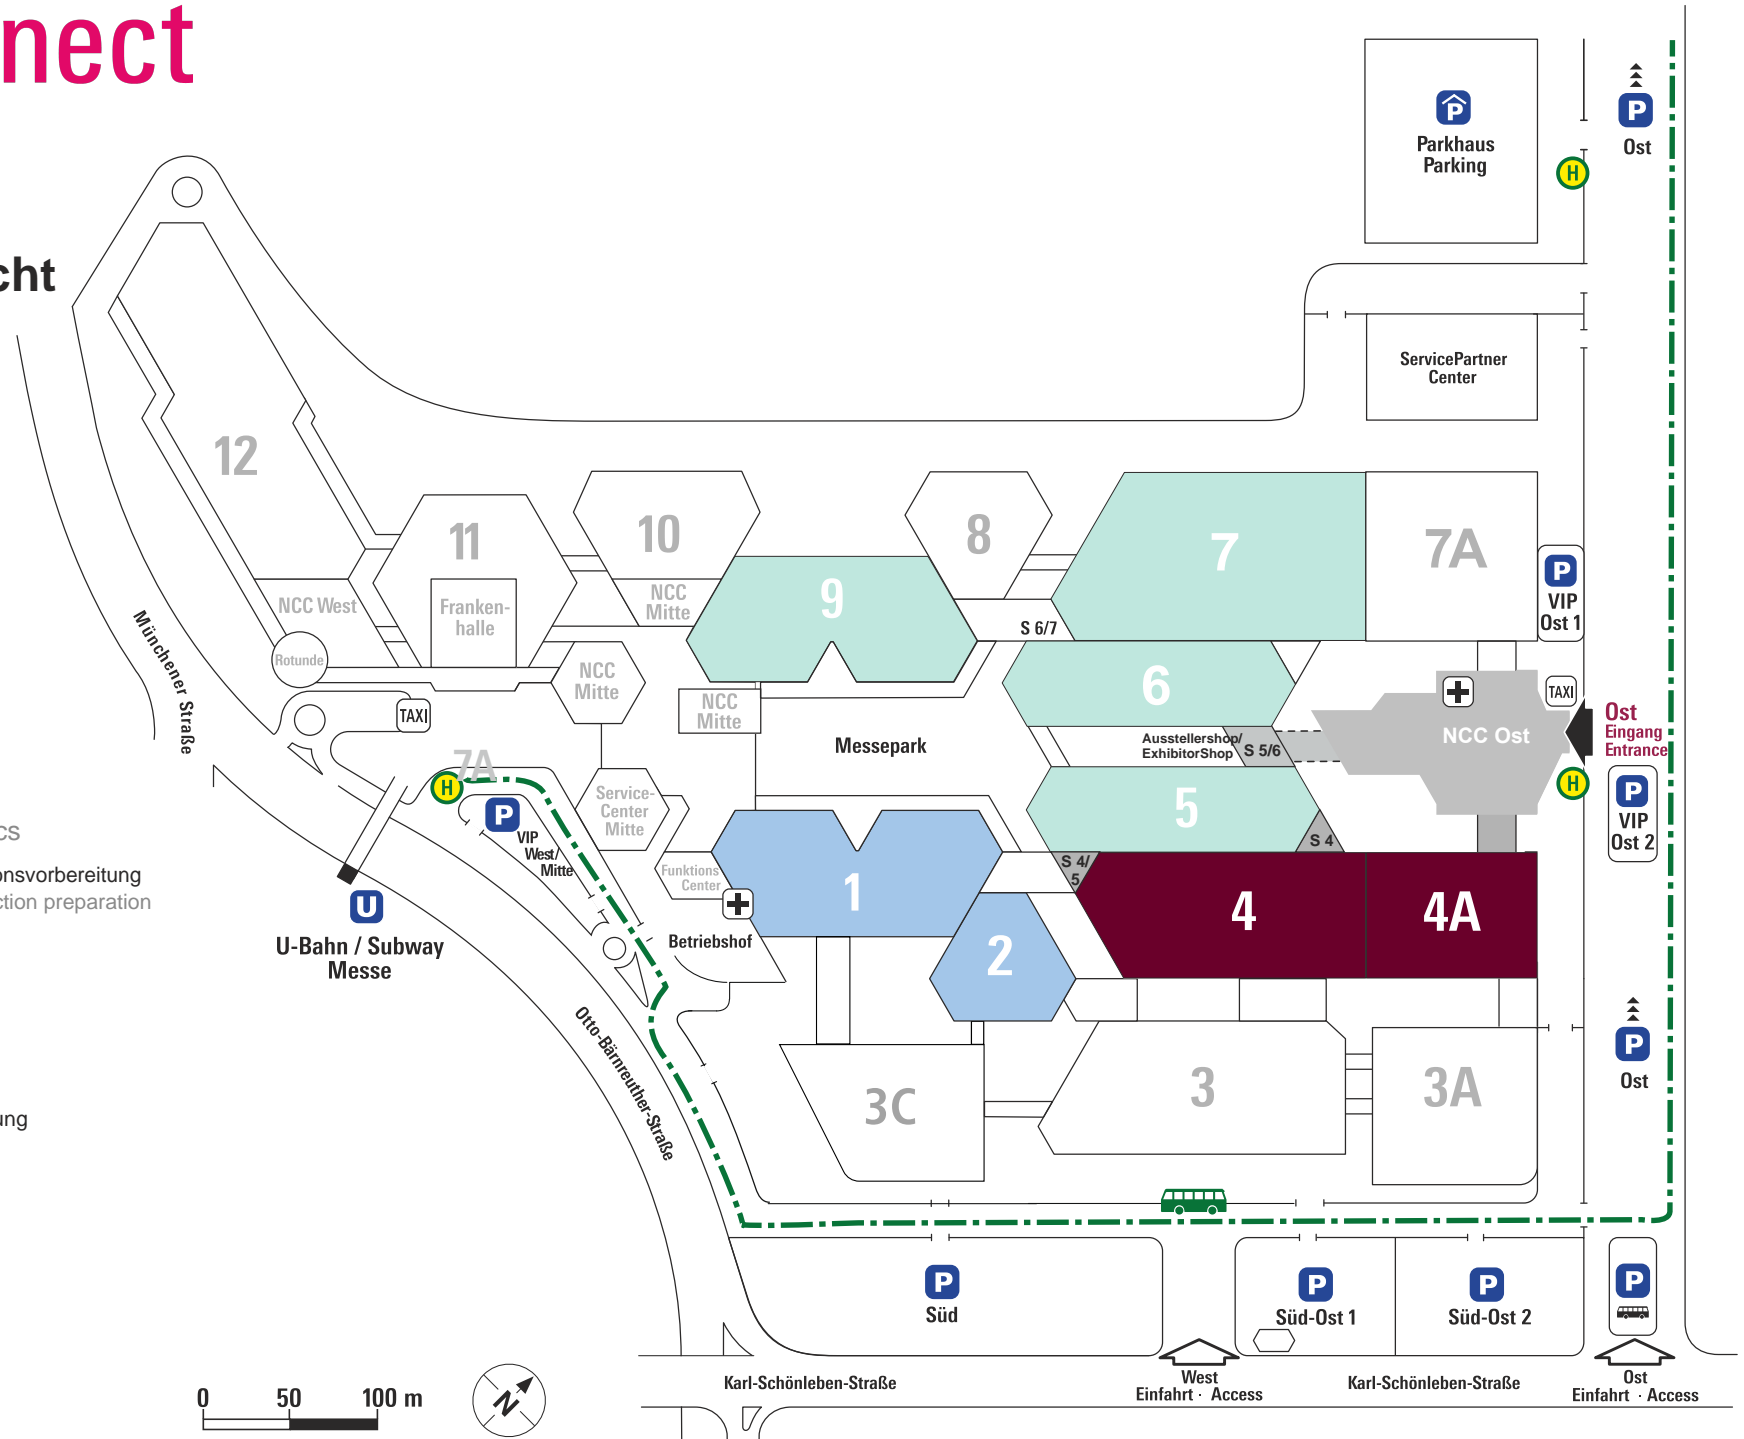 nect
cht
P
Parkhaus
Parking
P
Ost
H
ServicePartner
Center
12
11
10
8
7
7A
9
NCC West
Franken-
halle
NCC
Mitte
S 6/7
P
VIP
Ost 1
Rotunde
NCC
Mitte
NCC
Mitte
6
TAXI
TAXI
Münchener Straße
Messepark
Ausstellershop/
ExhibitorShop
S 5/6
NCC Ost
Ost
Eingang
Entrance
7A
H
P
VIP
West/
Mitte
Service-
Center
Mitte
5
S 4
H
P
VIP
Ost 2
cs
onsvorbereitung
ction preparation
U
U-Bahn / Subway
Messe
Funktions
Center
Betriebshof
1
S 4/
5
2
4
4A
Otto-Bärnreuther-Straße
P
Ost
3C
3
3A
ung
P
Süd
P
Süd-Ost 1
P
Süd-Ost 2
P
0 50 100 m
N
Karl-Schönleben-Straße
West
Einfahrt · Access
Karl-Schönleben-Straße
Ost
Einfahrt · Access